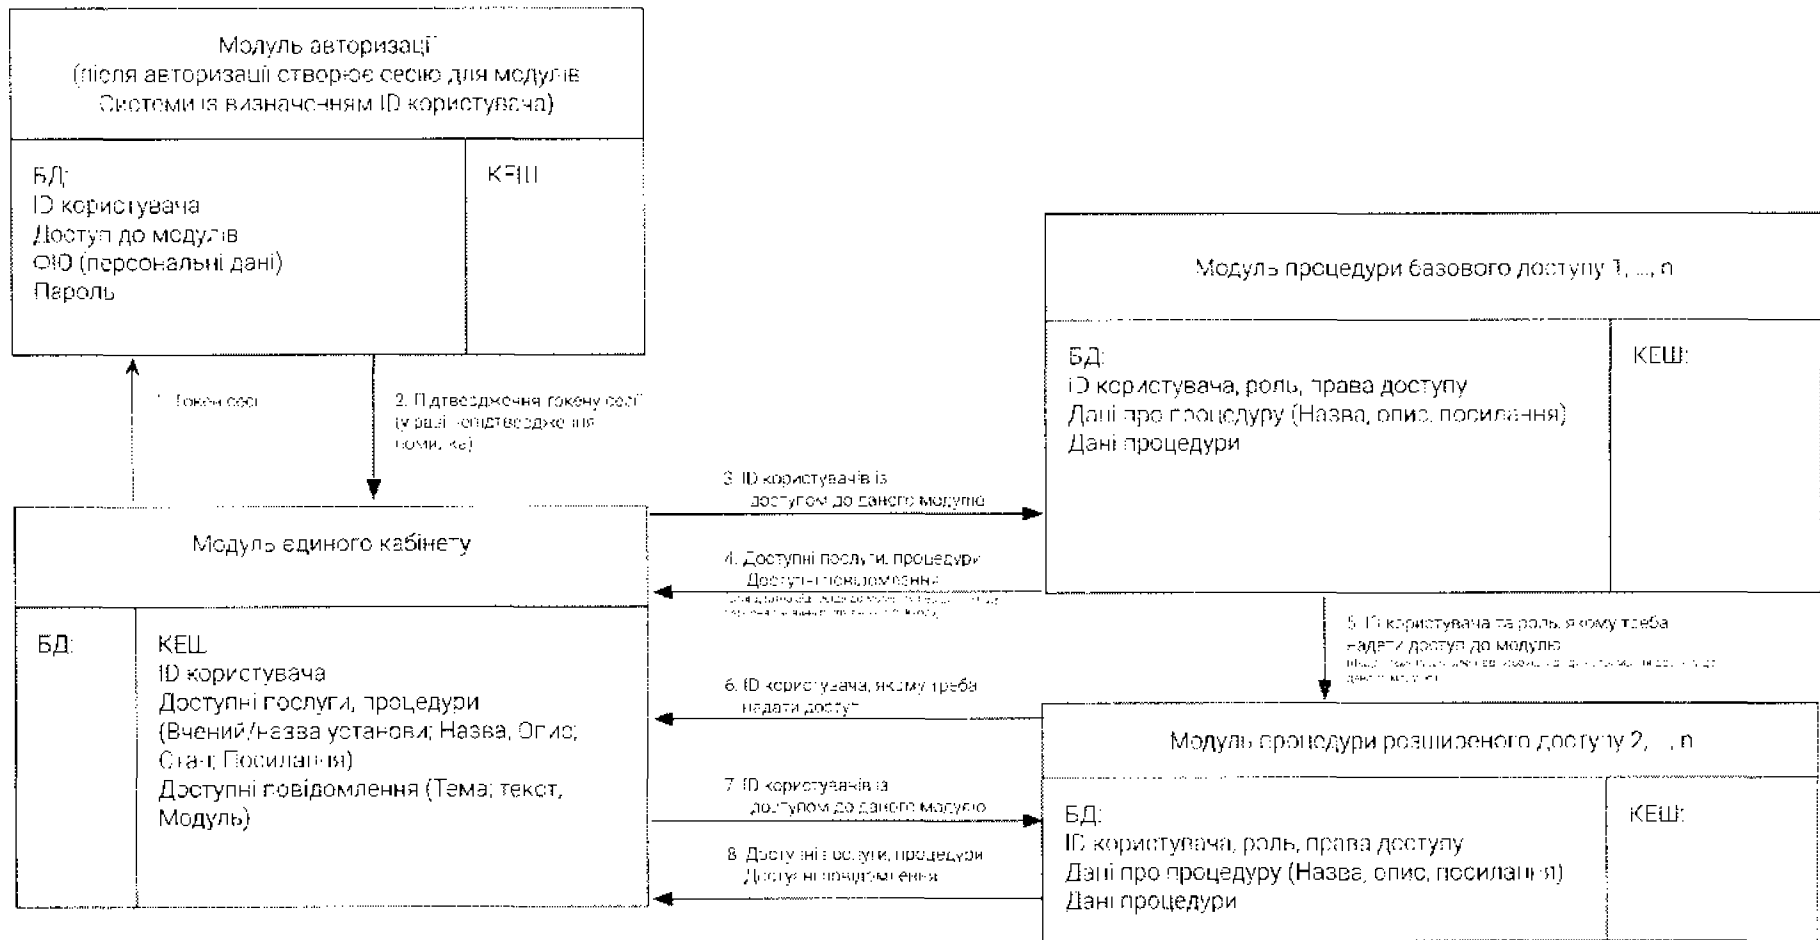 Модуль авторизації
(після авторизації створює сесію для модулів
Системи із визначенням ID користувача)
БД:
ID користувача
Доступ до модулів
ФІО (персональні дані)
Пароль
КЕШ
1. Токен сесії
2. Підтвердження токену сесії
(у разі непідтвердження
помилка)
Модуль процедури базового доступу 1, ..., n
БД:
ID користувача, роль, права доступу
Дані про процедуру (Назва, опис, посилання)
Дані процедури
КЕШ:
3. ID користувачів із
доступом до даного модулю
Модуль єдиного кабінету
4. Доступні послуги, процедури
Доступні повідомлення
БД:
КЕШ
ID користувача
Доступні послуги, процедури
(Вчений/назва установи; Назва, Опис;
Стан; Посилання)
Доступні повідомлення (Тема; текст,
Модуль)
5. ID користувача та роль, якому треба
надати доступ до модулю
даного модулю)
6. ID користувача, якому треба
надати доступ
Модуль процедури розширеного доступу 2, .., n
7. ID користувачів із
доступом до даного модулю
БД:
ID користувача, роль, права доступу
Дані про процедуру (Назва, опис, посилання)
Дані процедури
КЕШ:
8. Доступні послуги, процедури
Доступні повідомлення